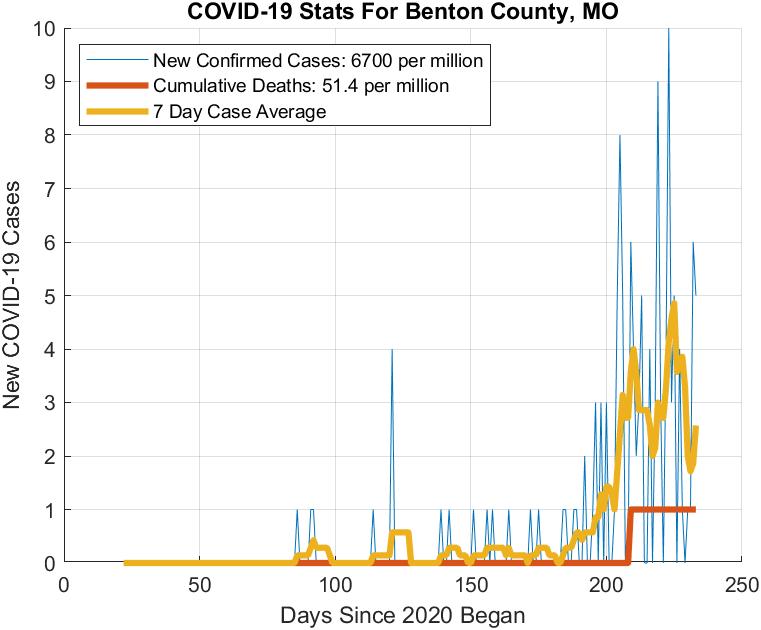 COVID-19 Stats For Benton County, MO
New Confirmed Cases: 6700 per million
Cumulative Deaths: 51.4 per million
7 Day Case Average
New COVID-19 Cases
10
9
8
7
6
5
4
3
2
1
0
0 50 100 150 200 250
Days Since 2020 Began